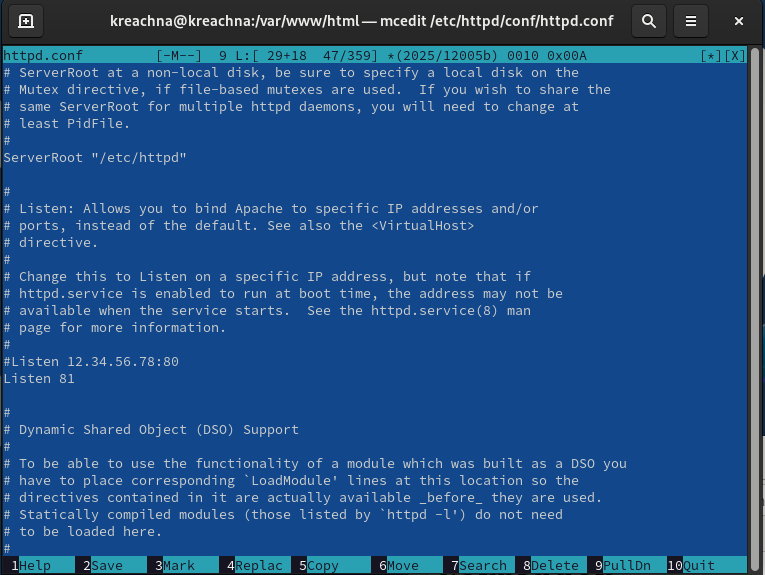 kreachna@kreachna:/var/www/html — mcedit /etc/httpd/conf/httpd.conf
httpd.conf [-M--] 9 L:[ 29+18 47/359] *(2025/12005b) 0010 0x00A [*][X]
# ServerRoot at a non-local disk, be sure to specify a local disk on the
# Mutex directive, if file-based mutexes are used.  If you wish to share the
# same ServerRoot for multiple httpd daemons, you will need to change at
# least PidFile.
#
ServerRoot "/etc/httpd"

#
# Listen: Allows you to bind Apache to specific IP addresses and/or
# ports, instead of the default. See also the <VirtualHost>
# directive.
#
# Change this to Listen on a specific IP address, but note that if
# httpd.service is enabled to run at boot time, the address may not be
# available when the service starts.  See the httpd.service(8) man
# page for more information.
#
#Listen 12.34.56.78:80
Listen 81

#
# Dynamic Shared Object (DSO) Support
#
# To be able to use the functionality of a module which was built as a DSO you
# have to place corresponding `LoadModule' lines at this location so the
# directives contained in it are actually available _before_ they are used.
# Statically compiled modules (those listed by `httpd -l') do not need
# to be loaded here.
#
1Help 2Save 3Mark 4Replac 5Copy 6Move 7Search 8Delete 9PullDn 10Quit